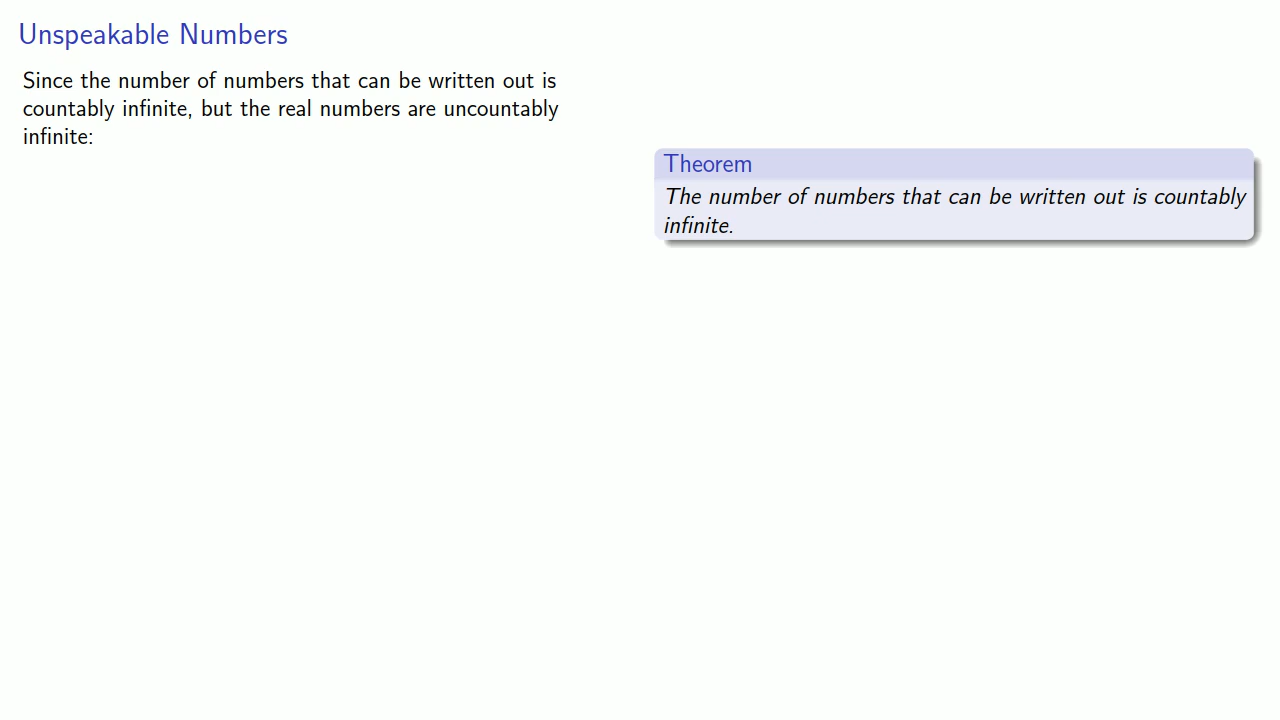 Unspeakable Numbers
Since the number of numbers that can be written out is
countably infinite, but the real numbers are uncountably
infinite:
Theorem
The number of numbers that can be written out is countably
infinite.